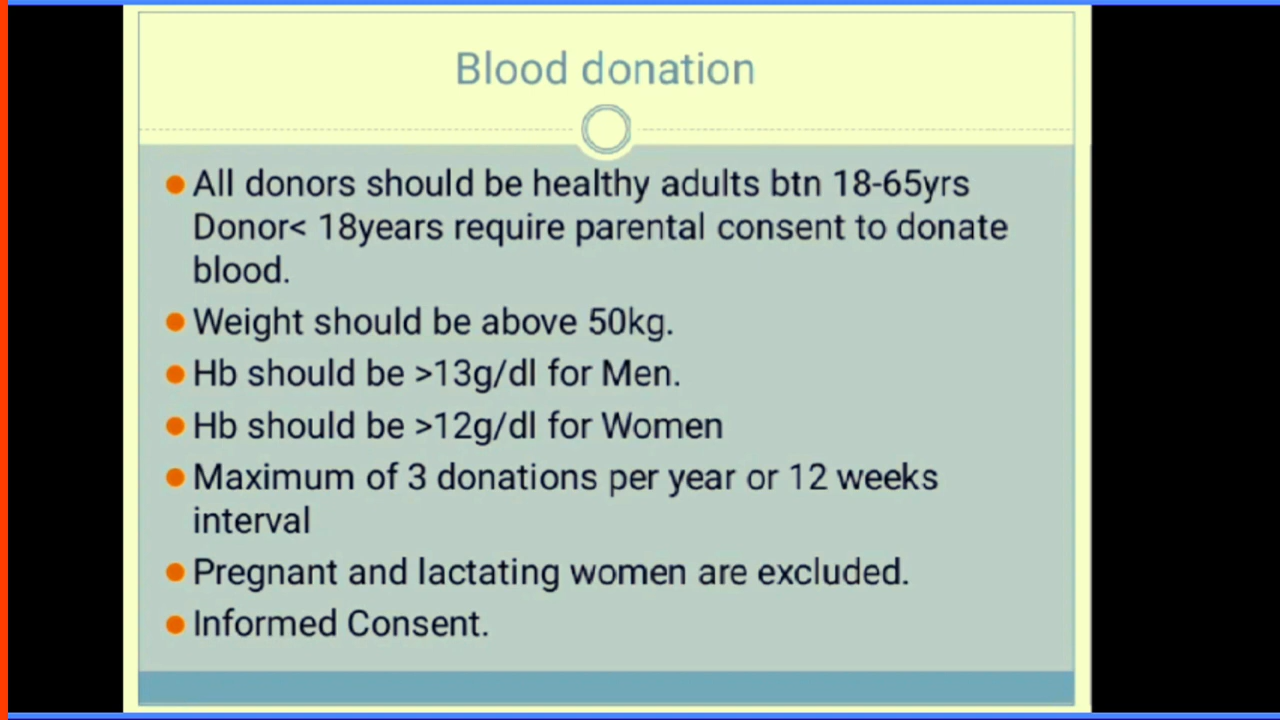 Blood donation
All donors should be healthy adults btn 18-65yrs
Donor< 18years require parental consent to donate
blood.
Weight should be above 50kg.
Hb should be >13g/dl for Men.
Hb should be >12g/dl for Women
Maximum of 3 donations per year or 12 weeks
interval
Pregnant and lactating women are excluded.
Informed Consent.